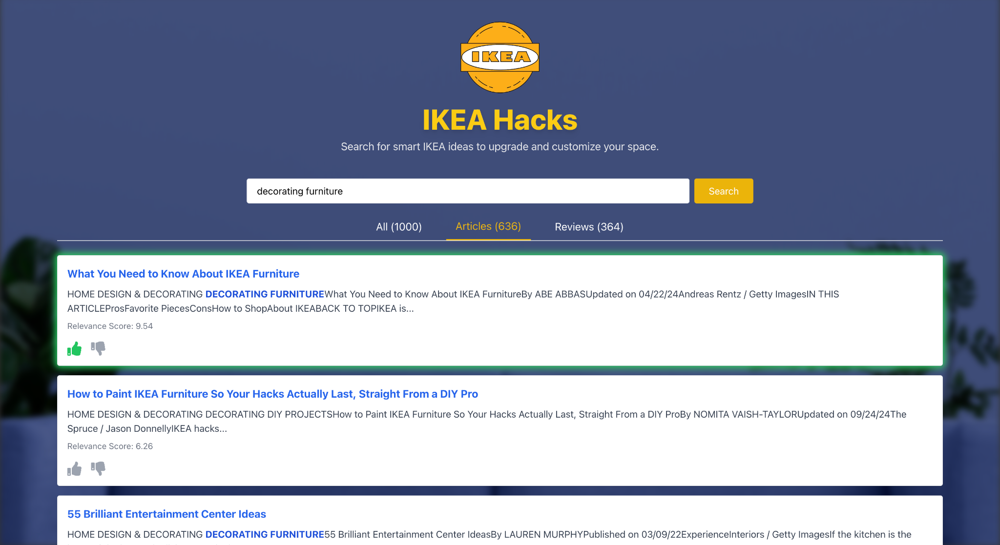 IKEA
IKEA Hacks
Search for smart IKEA ideas to upgrade and customize your space.
decorating furniture
Search
All (1000)
Articles (636)
Reviews (364)
What You Need to Know About IKEA Furniture
HOME DESIGN & DECORATING DECORATING FURNITUREWhat You Need to Know About IKEA FurnitureBy ABE ABBASUpdated on 04/22/24Andreas Rentz / Getty ImagesIN THIS
ARTICLEProsFavorite PiecesConsHow to ShopAbout IKEABACK TO TOPIKEA is...
Relevance Score: 9.54
How to Paint IKEA Furniture So Your Hacks Actually Last, Straight From a DIY Pro
HOME DESIGN & DECORATING DECORATING DIY PROJECTSHow to Paint IKEA Furniture So Your Hacks Actually Last, Straight From a DIY ProBy NOMITA VAISH-TAYLORUpdated on 09/24/24The
Spruce / Jason DonnellyIKEA hacks...
Relevance Score: 6.26
55 Brilliant Entertainment Center Ideas
HOME DESIGN & DECORATING DECORATING FURNITURE55 Brilliant Entertainment Center IdeasBy LAUREN MURPHYPublished on 03/09/22ExperienceInteriors / Getty ImagesIf the kitchen is the